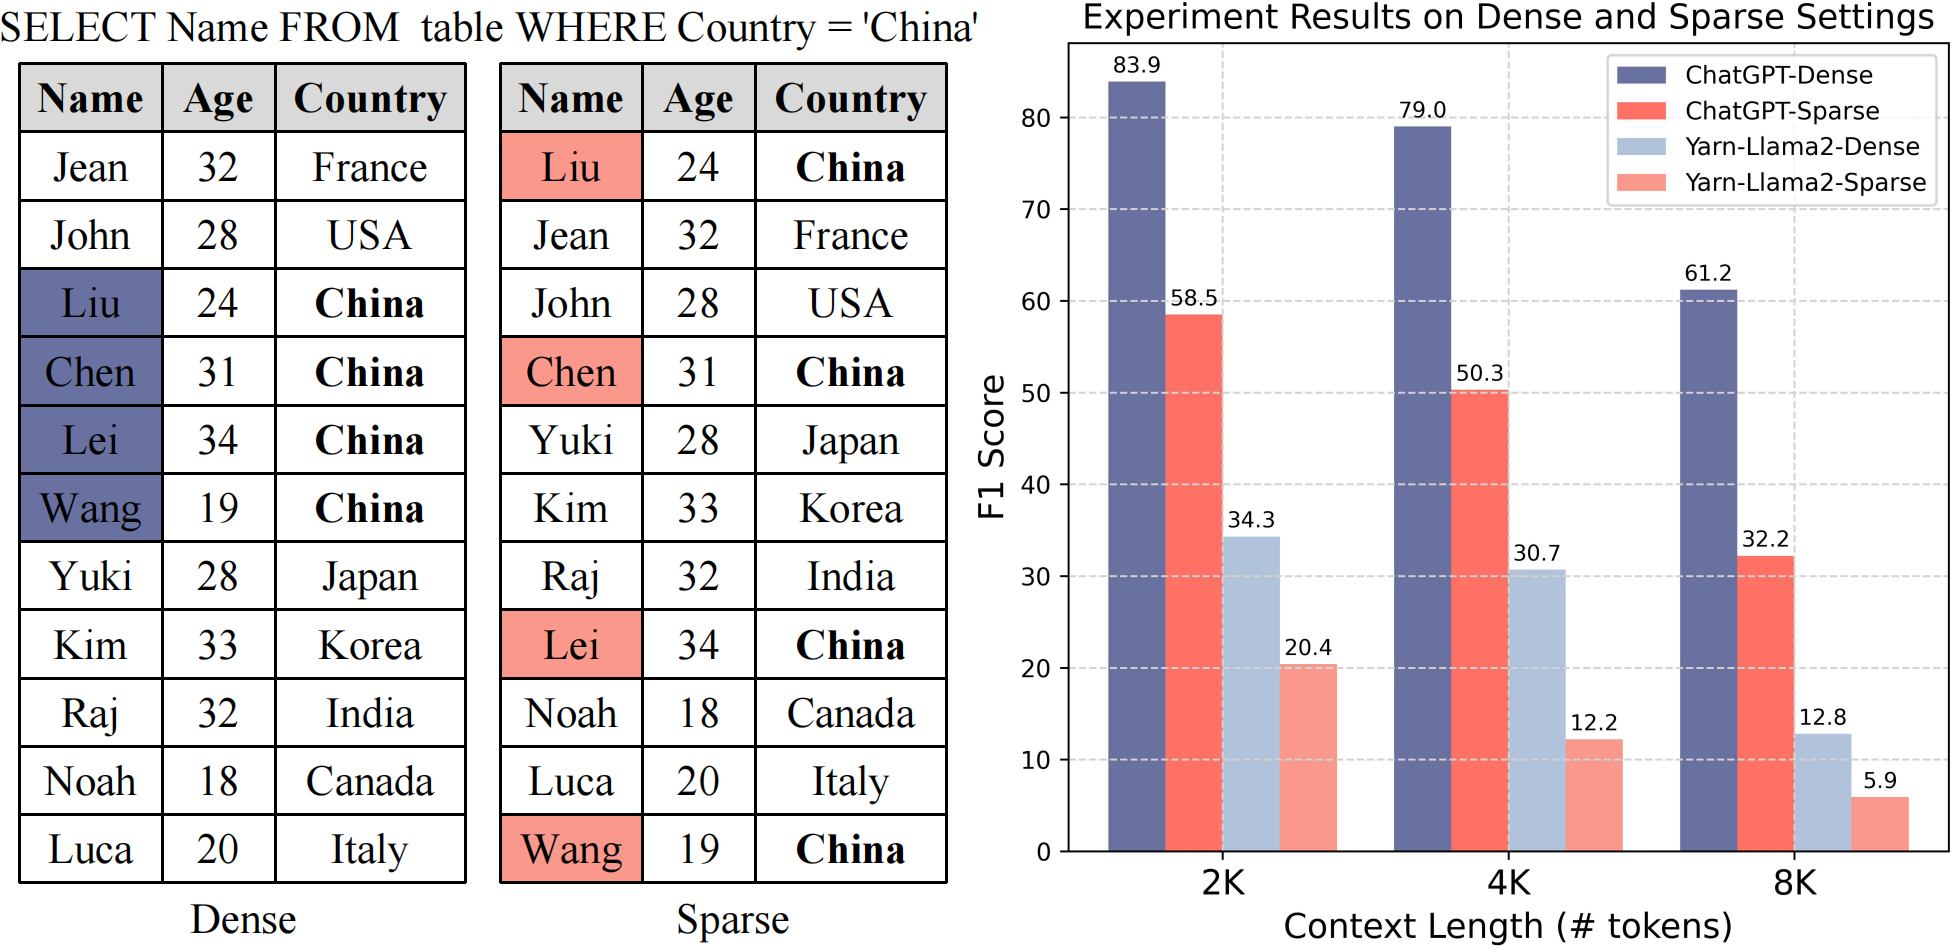 SELECT Name FROM table WHERE Country = 'China'
Name Age Country
Jean 32 France
John 28 USA
Liu 24 China
Chen 31 China
Lei 34 China
Wang 19 China
Yuki 28 Japan
Kim 33 Korea
Raj 32 India
Noah 18 Canada
Luca 20 Italy
Dense
Name Age Country
Liu 24 China
Jean 32 France
John 28 USA
Chen 31 China
Yuki 28 Japan
Kim 33 Korea
Raj 32 India
Lei 34 China
Noah 18 Canada
Luca 20 Italy
Wang 19 China
Sparse
Experiment Results on Dense and Sparse Settings
ChatGPT-Dense
ChatGPT-Sparse
Yarn-Llama2-Dense
Yarn-Llama2-Sparse
F1 Score
80
70
60
50
40
30
20
10
0
83.9
58.5
34.3
20.4
79.0
50.3
30.7
12.2
61.2
32.2
12.8
5.9
2K 4K 8K
Context Length (# tokens)